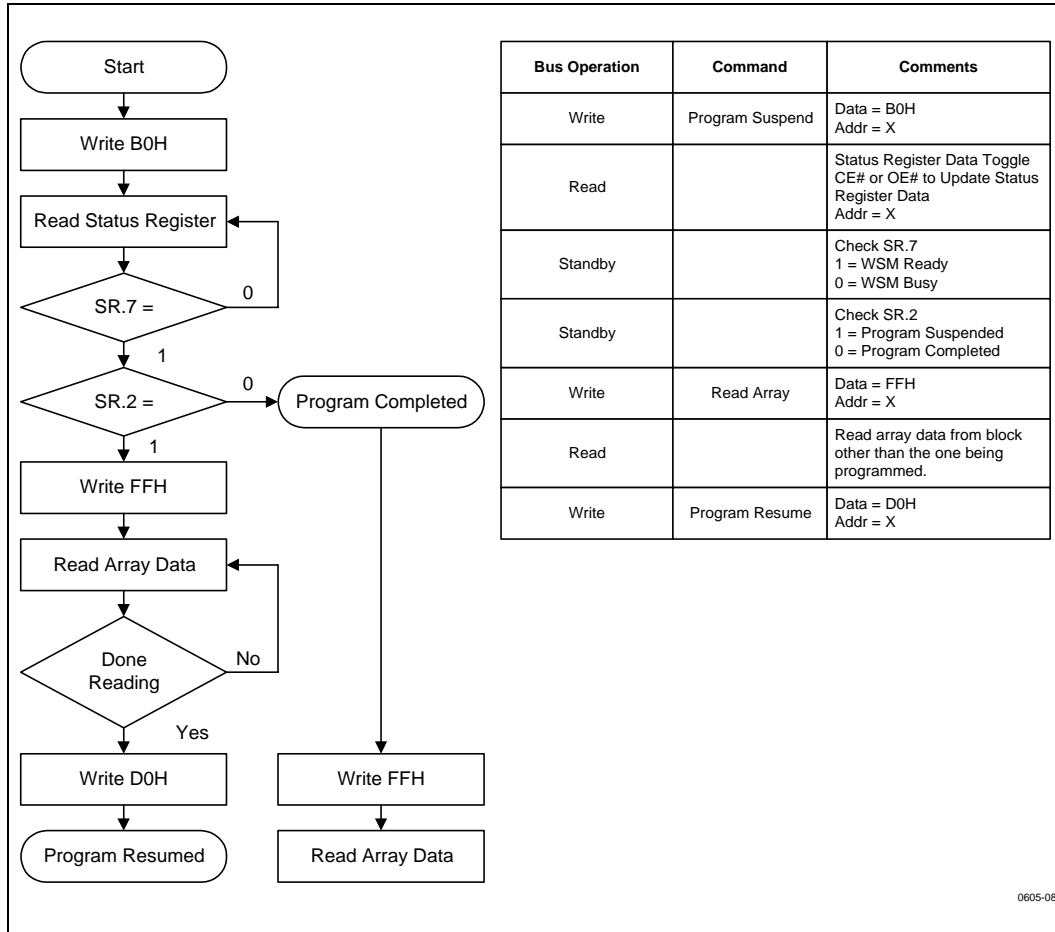 Start
Write B0H
Read Status Register
SR.7 =
0
1
SR.2 =
0
Program Completed
1
Write FFH
Read Array Data
Done
Reading
No
Yes
Write D0H
Program Resumed
Write FFH
Read Array Data
Bus Operation Command Comments
Write Program Suspend Data = B0H
Addr = X
Read Status Register Data Toggle
CE# or OE# to Update Status
Register Data
Addr = X
Standby Check SR.7
1 = WSM Ready
0 = WSM Busy
Standby Check SR.2
1 = Program Suspended
0 = Program Completed
Write Read Array Data = FFH
Addr = X
Read Read array data from block
other than the one being
programmed.
Write Program Resume Data = D0H
Addr = X
0605-08